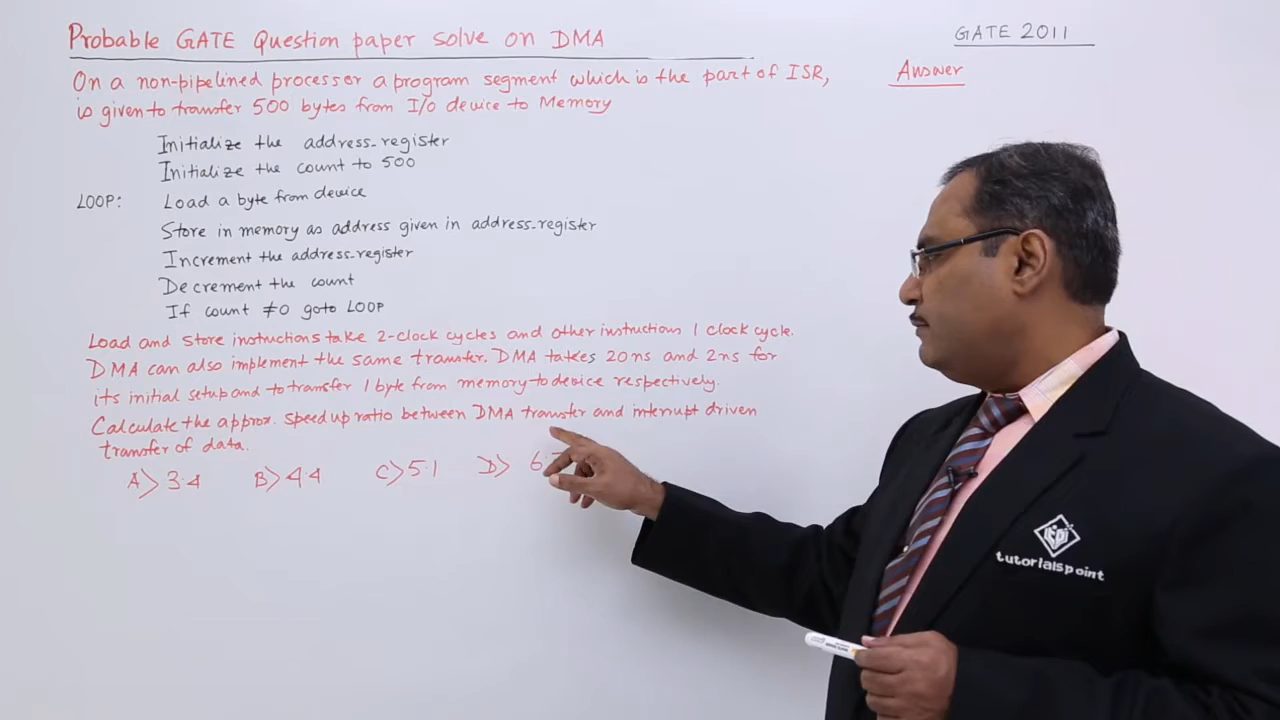 Probable GATE Question paper solve on DMA
GATE 2011
Answer
On a non-pipelined processor a program segment which is the part of ISR,
is given to transfer 500 bytes from I/O device to Memory
Initialize the address-register
Initialize the count to 500
LOOP: Load a byte from device
Store in memory as address given in address-register
Increment the address-register
Decrement the count
If count ≠0 goto LOOP
Load and store instructions take 2-clock cycles and other instructions 1 clock cycle.
DMA can also implement the same transfer. DMA takes 20ns and 2ns for
its initial setup and to transfer 1 byte from memory to device respectively.
Calculate the approx. speed up ratio between DMA transfer and interrupt driven
transfer of data.
A> 3.4 B> 4.4 C> 5.1 D>
tutorialspoint